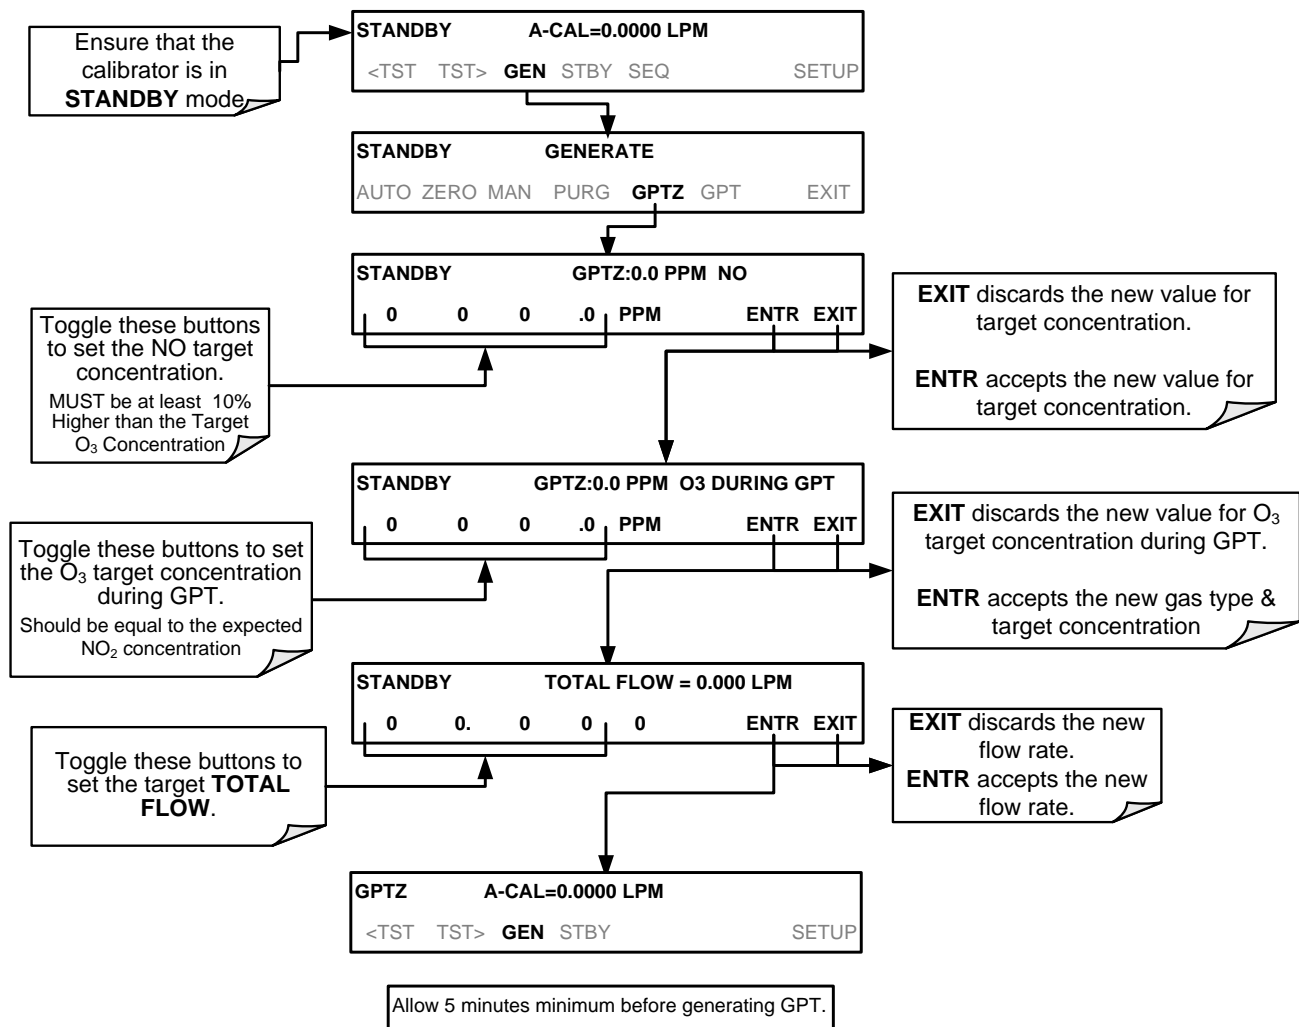 Ensure that the
calibrator is in
STANDBY mode
STANDBY A-CAL=0.0000 LPM
<TST TST> GEN STBY SEQ SETUP
STANDBY GENERATE
AUTO ZERO MAN PURG GPTZ GPT EXIT
STANDBY GPTZ:0.0 PPM NO
0 0 0 .0 PPM ENTR EXIT
Toggle these buttons
to set the NO target
concentration.
MUST be at least 10%
Higher than the Target
O3 Concentration
EXIT discards the new value for
target concentration.
ENTR accepts the new value for
target concentration.
STANDBY GPTZ:0.0 PPM O3 DURING GPT
0 0 0 .0 PPM ENTR EXIT
Toggle these buttons to set
the O3 target concentration
during GPT.
Should be equal to the expected
NO2 concentration
EXIT discards the new value for O3
target concentration during GPT.
ENTR accepts the new gas type &
target concentration
STANDBY TOTAL FLOW = 0.000 LPM
0 0. 0 0 0 ENTR EXIT
Toggle these buttons to
set the target TOTAL
FLOW.
EXIT discards the new
flow rate.
ENTR accepts the new
flow rate.
GPTZ A-CAL=0.0000 LPM
<TST TST> GEN STBY SETUP
Allow 5 minutes minimum before generating GPT.